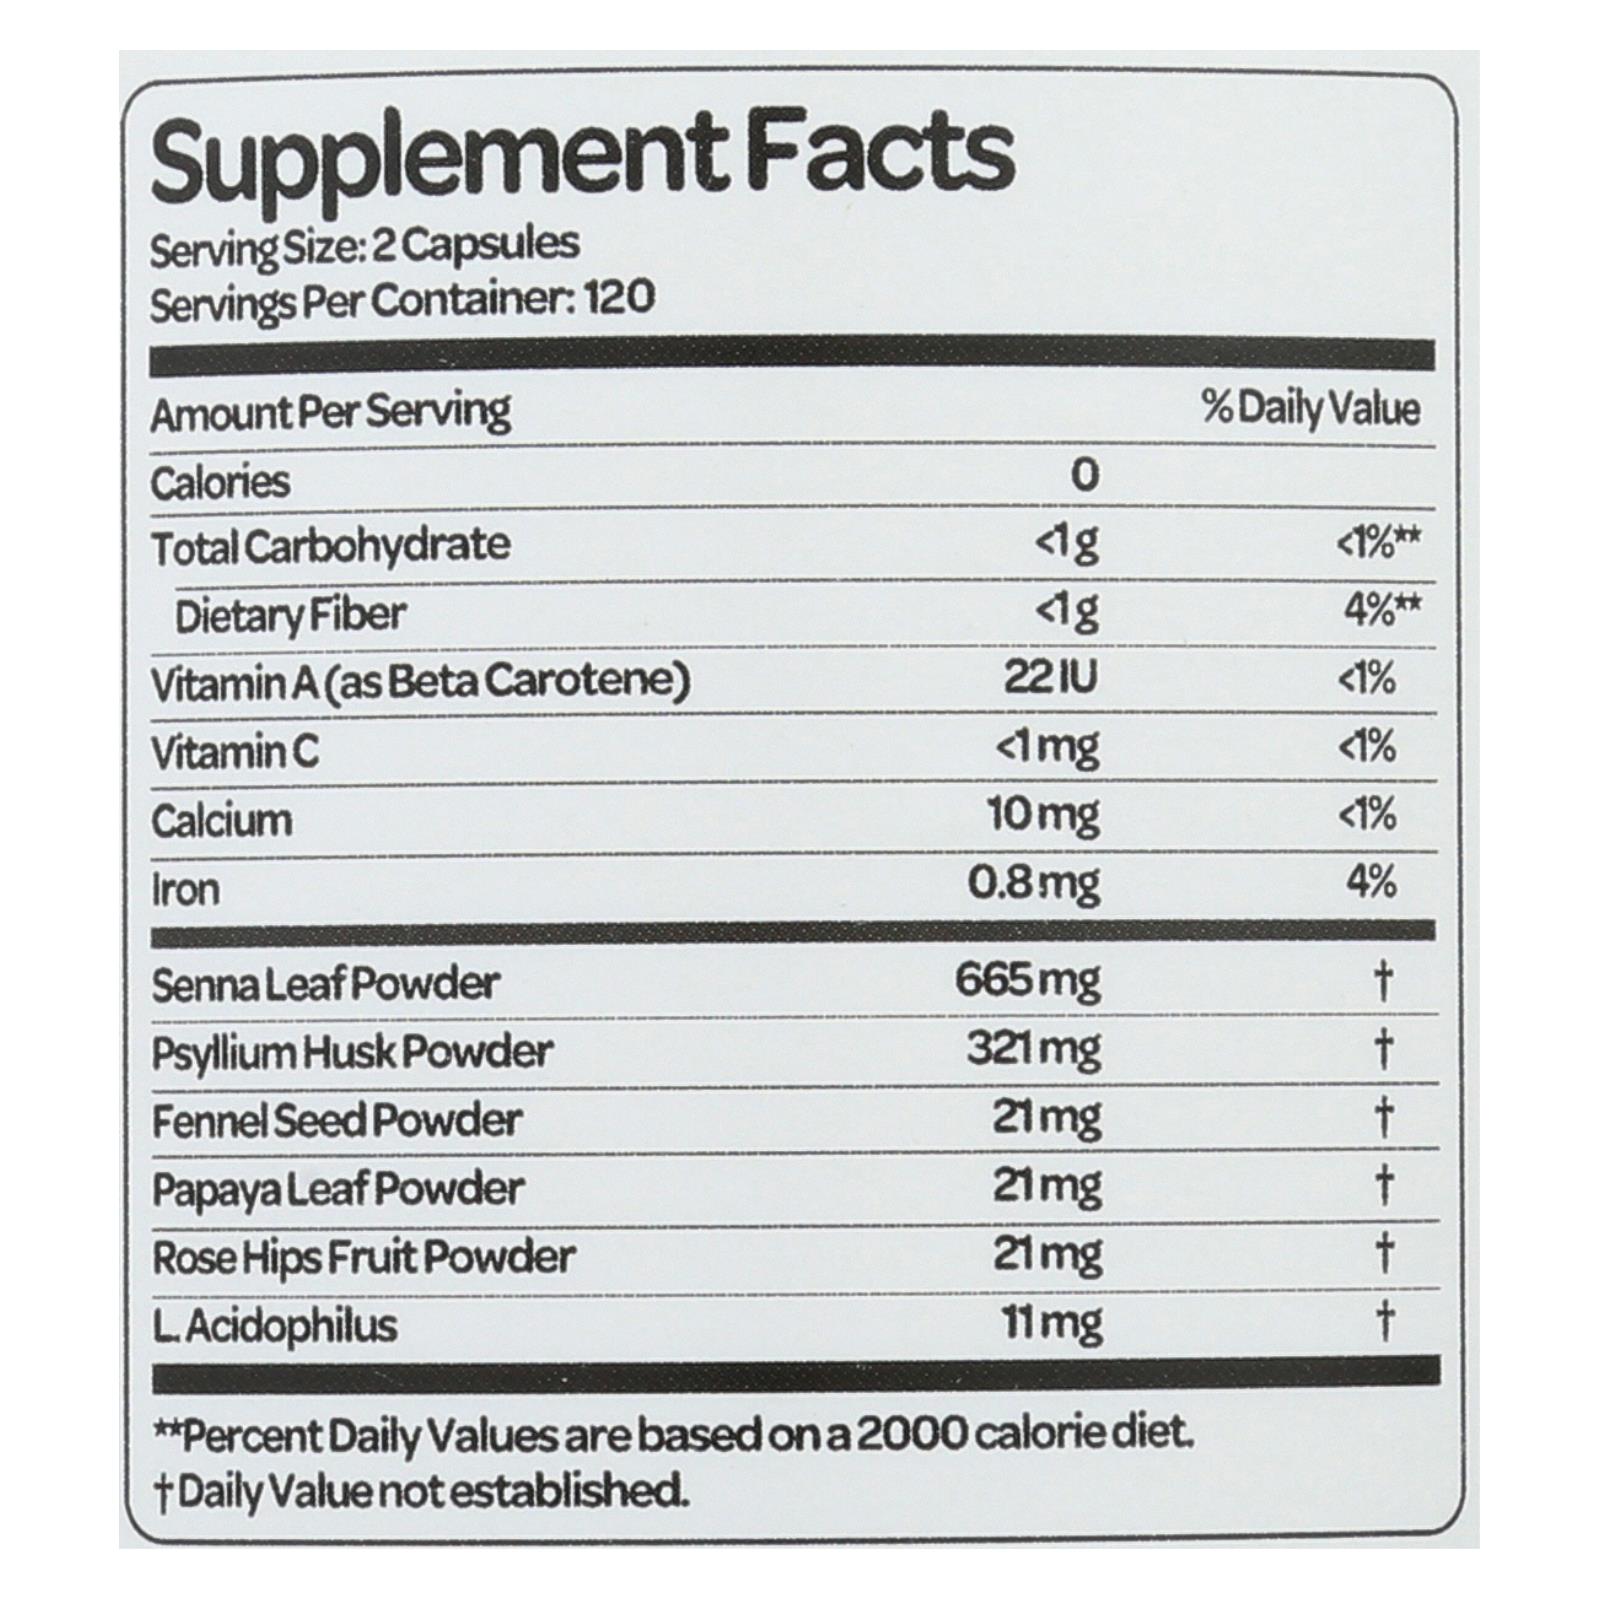 Supplement Facts
Serving Size: 2 Capsules
Servings Per Container: 120
Amount Per Serving % Daily Value
Calories 0
Total Carbohydrate <1 g <1%**
Dietary Fiber <1 g 4%**
Vitamin A (as Beta Carotene) 22 IU <1%
Vitamin C <1 mg <1%
Calcium 10 mg <1%
Iron 0.8 mg 4%
Senna Leaf Powder 665 mg †
Psyllium Husk Powder 321 mg †
Fennel Seed Powder 21 mg †
Papaya Leaf Powder 21 mg †
Rose Hips Fruit Powder 21 mg †
L. Acidophilus 11 mg †
**Percent Daily Values are based on a 2000 calorie diet.
† Daily Value not established.